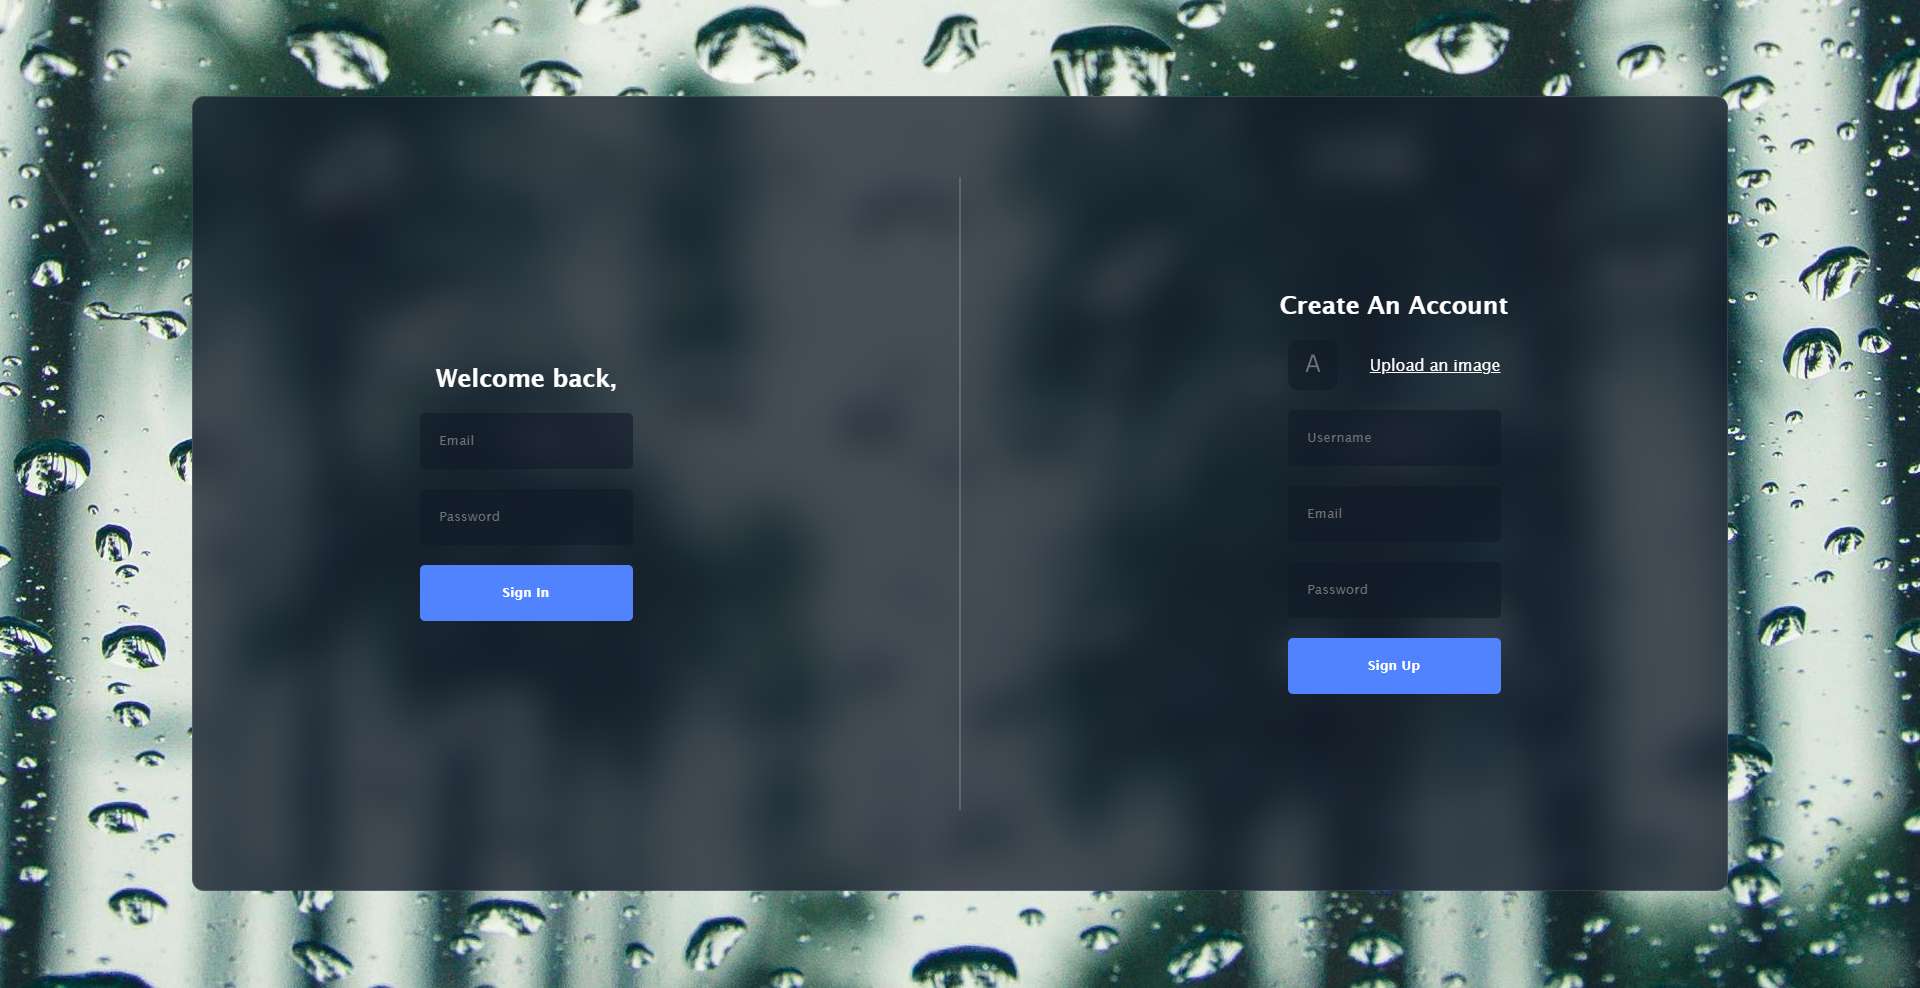 Welcome back,
Email
Password
Sign In
Create An Account
A
Upload an image
Username
Email
Password
Sign Up